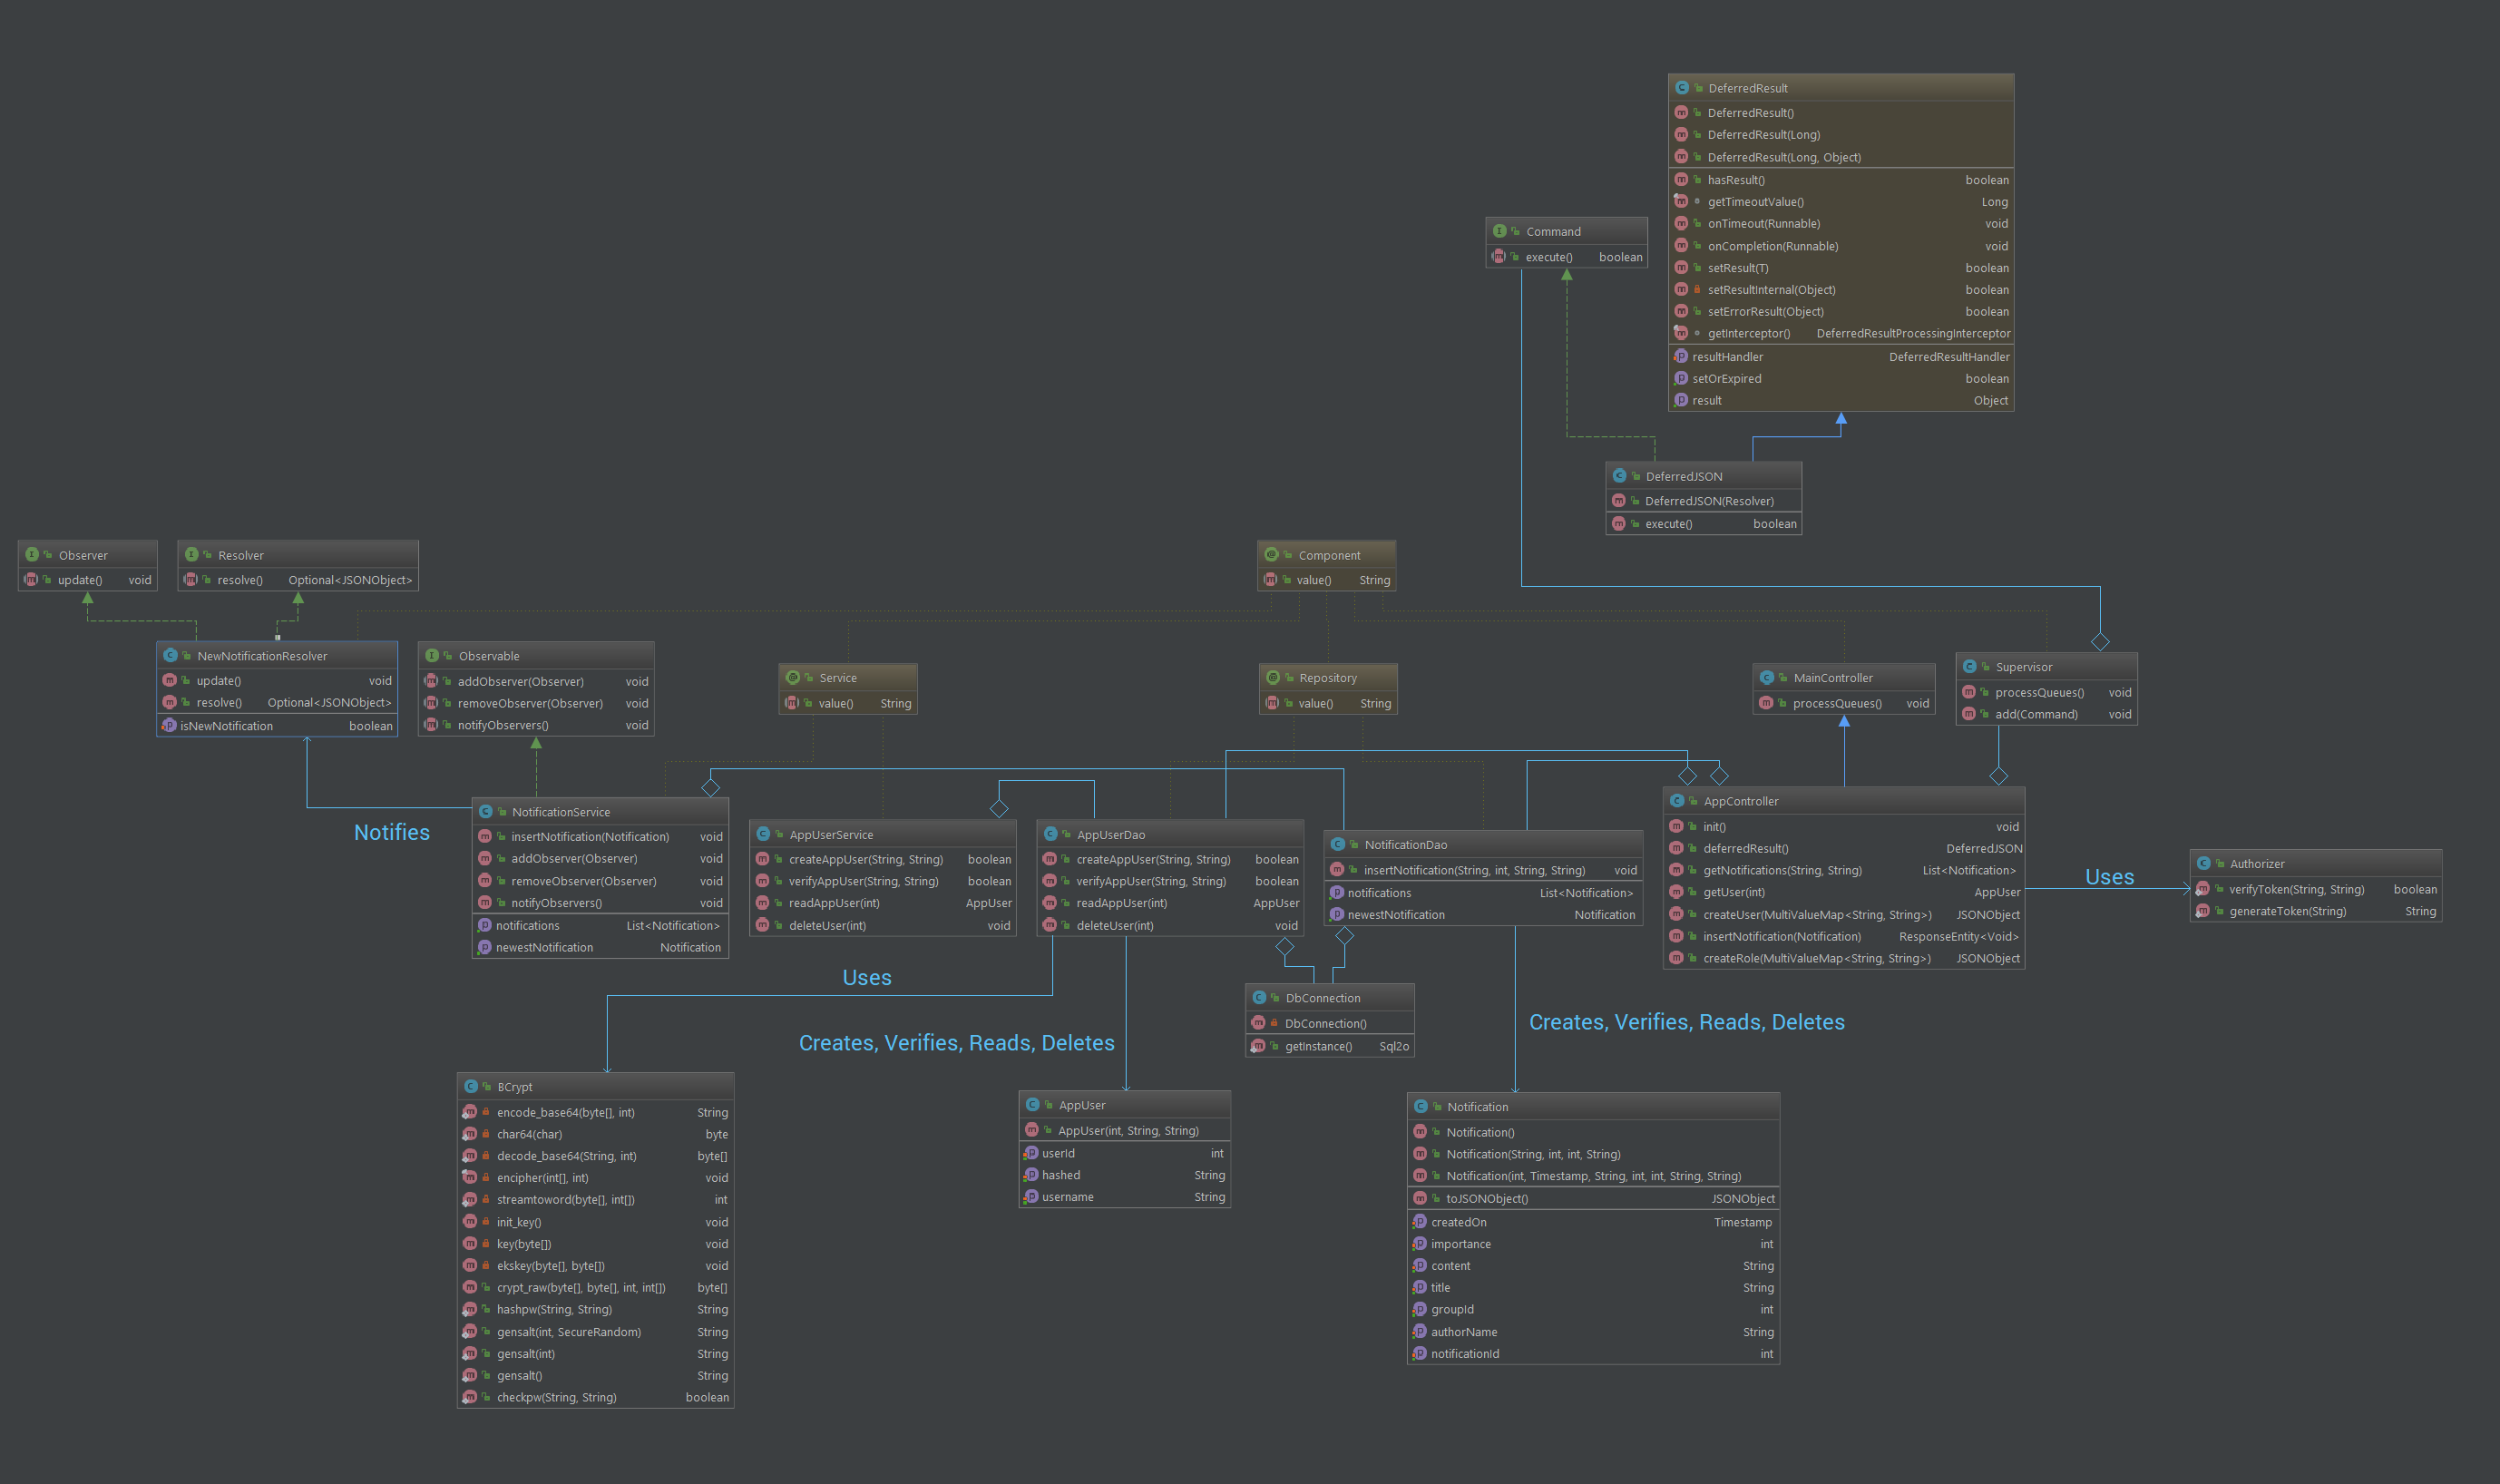 DeferredResult
DeferredResult()
DeferredResult(Long)
DeferredResult(Long, Object)
hasResult() boolean
getTimeoutValue() Long
onTimeout(Runnable) void
onCompletion(Runnable) void
setResult(T) boolean
setResultInternal(Object) boolean
setErrorResult(Object) boolean
getInterceptor() DeferredResultProcessingInterceptor
resultHandler DeferredResultHandler
setOrExpired boolean
result Object
Command
execute() boolean
DeferredJSON
DeferredJSON(Resolver)
execute() boolean
Observer
update() void
Resolver
resolve() Optional<JSONObject>
Component
value() String
NewNotificationResolver
update() void
resolve() Optional<JSONObject>
isNewNotification boolean
Observable
addObserver(Observer) void
removeObserver(Observer) void
notifyObservers() void
Service
value() String
Repository
value() String
MainController
processQueues() void
Supervisor
processQueues() void
add(Command) void
Notifies
NotificationService
insertNotification(Notification) void
addObserver(Observer) void
removeObserver(Observer) void
notifyObservers() void
notifications List<Notification>
newestNotification Notification
AppUserService
createAppUser(String, String) boolean
verifyAppUser(String, String) boolean
readAppUser(int) AppUser
deleteUser(int) void
AppUserDao
createAppUser(String, String) boolean
verifyAppUser(String, String) boolean
readAppUser(int) AppUser
deleteUser(int) void
NotificationDao
insertNotification(String, int, String, String) void
notifications List<Notification>
newestNotification Notification
AppController
init() void
deferredResult() DeferredJSON
getNotifications(String, String) List<Notification>
getUser(int) AppUser
createUser(MultiValueMap<String, String>) JSONObject
insertNotification(Notification) ResponseEntity<Void>
createRole(MultiValueMap<String, String>) JSONObject
Uses
Authorizer
verifyToken(String, String) boolean
generateToken(String) String
Uses
Creates, Verifies, Reads, Deletes
DbConnection
DbConnection()
getInstance() Sql2o
Creates, Verifies, Reads, Deletes
BCrypt
encode_base64(byte[], int) String
char64(char) byte
decode_base64(String, int) byte[]
encipher(int[], int) void
streamtoword(byte[], int[]) int
init_key() void
key(byte[]) void
ekskey(byte[], byte[]) void
crypt_raw(byte[], byte[], int, int[]) byte[]
hashpw(String, String) String
gensalt(int, SecureRandom) String
gensalt(int) String
gensalt() String
checkpw(String, String) boolean
AppUser
AppUser(int, String, String)
userId int
hashed String
username String
Notification
Notification()
Notification(String, int, int, String)
Notification(int, Timestamp, String, int, int, String, String)
toJSONObject() JSONObject
createdOn Timestamp
importance int
content String
title String
groupId int
authorName String
notificationId int